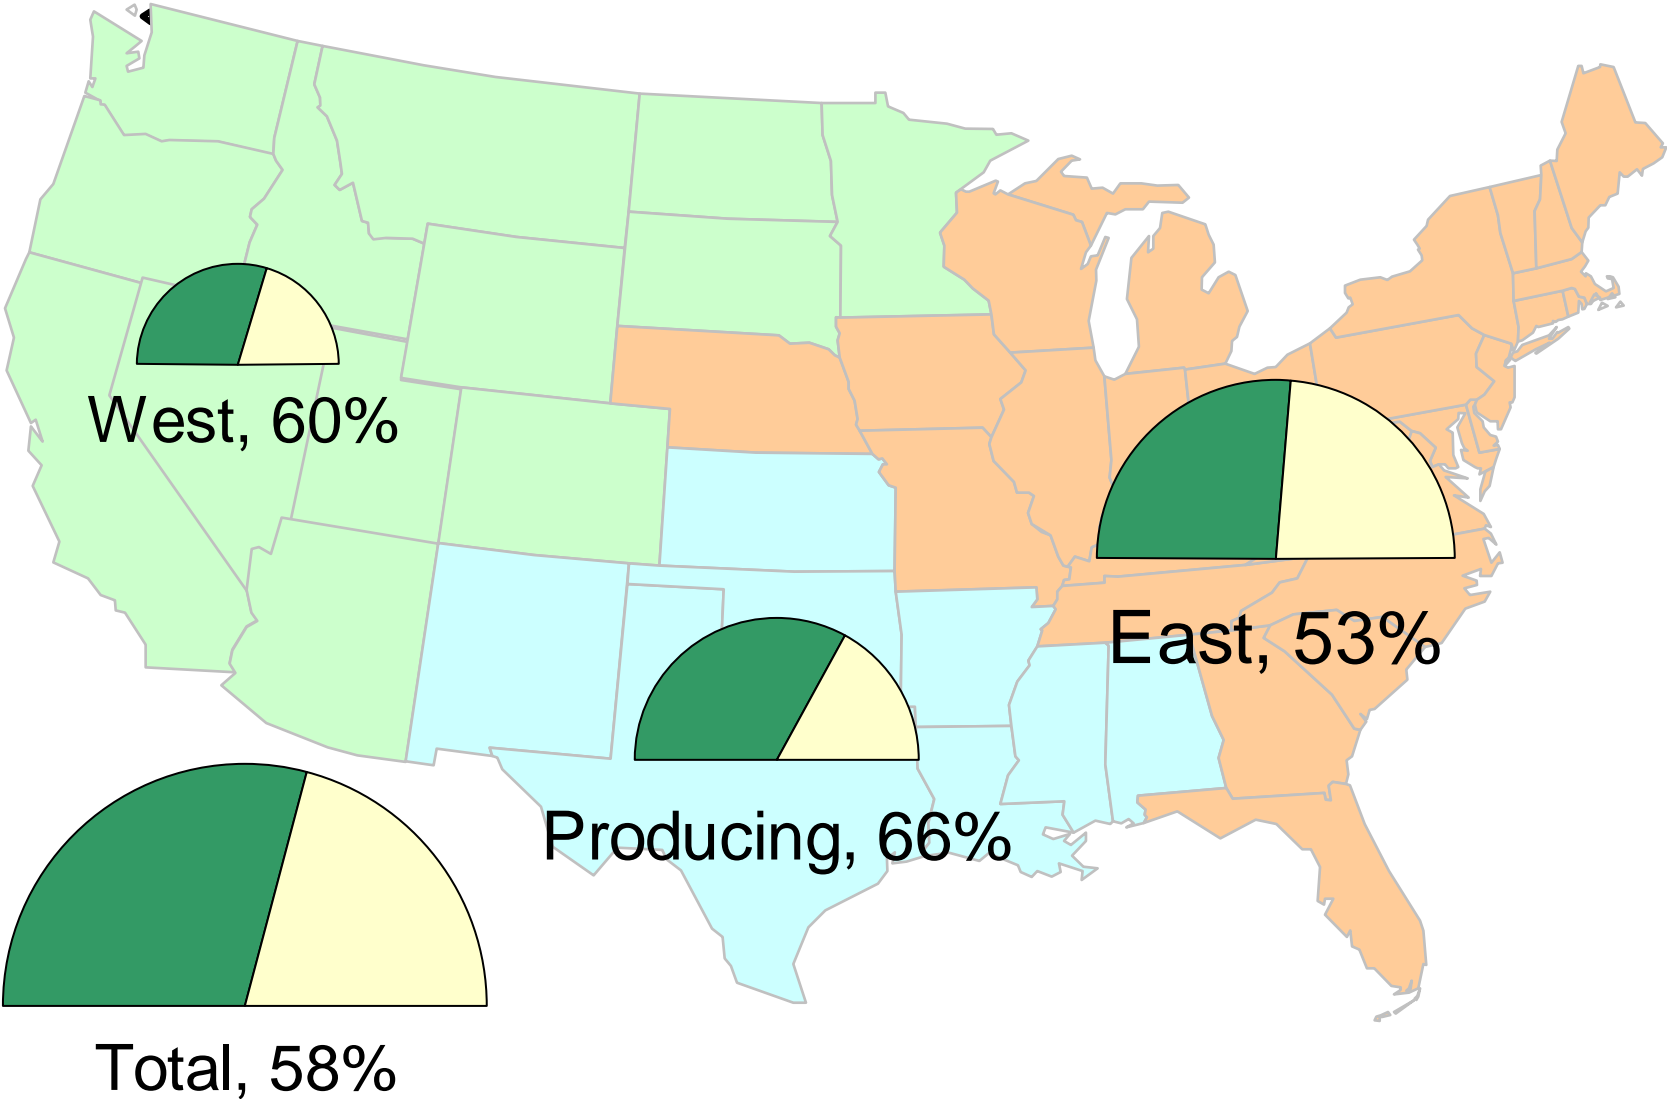 West, 60%
East, 53%
Producing, 66%
Total, 58%